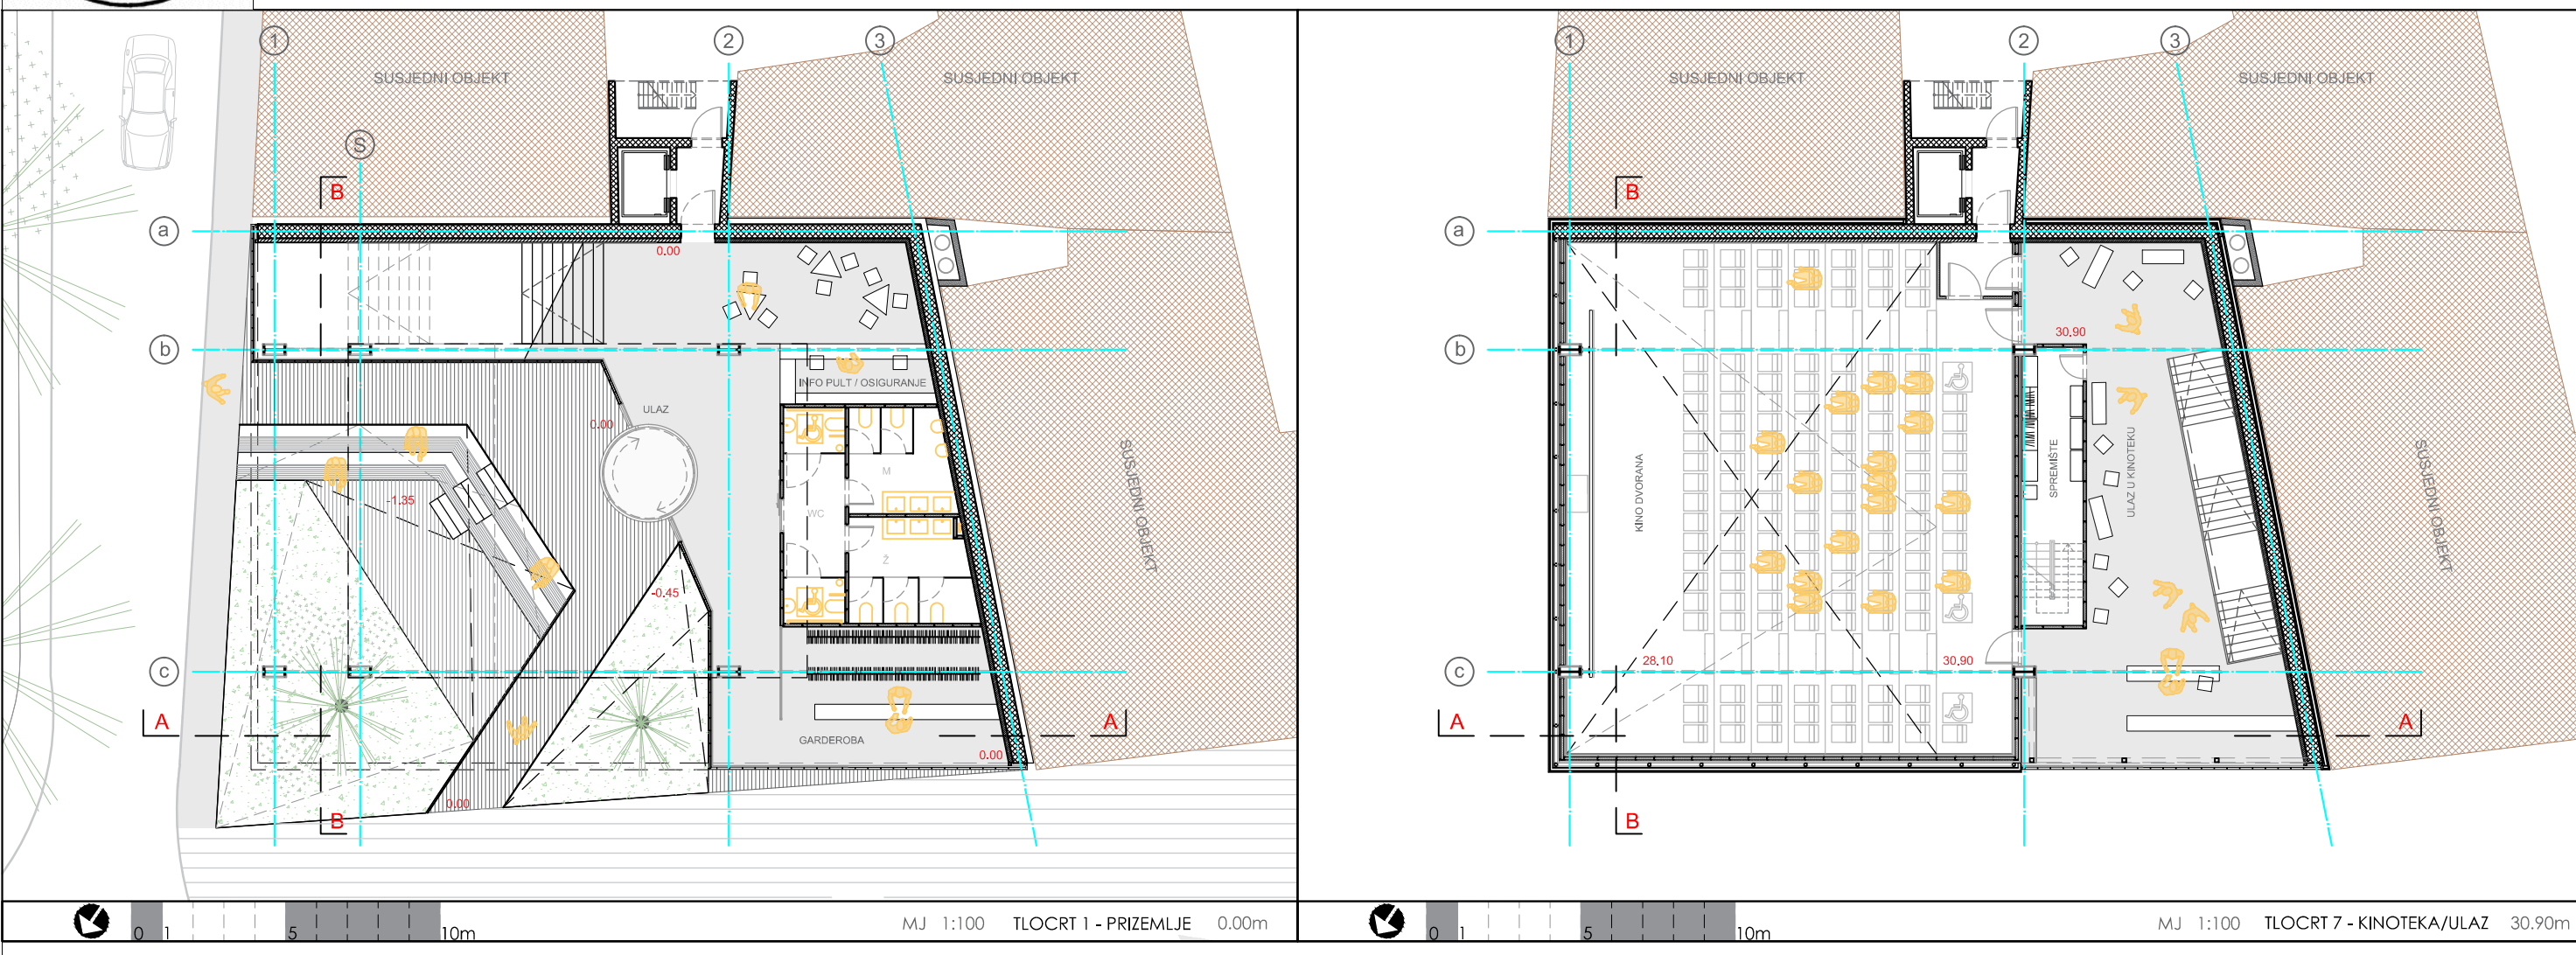 1
2
3
SUSJEDNI OBJEKT
SUSJEDNI OBJEKT
S
B
a
0.00
b
INFO PULT / OSIGURANJE
ULAZ
0.00
M
-1.35
WC
SUSJEDNI OBJEKT
Ž
-0.45
c
A
A
GARDEROBA
0.00
0.00
B
0
1
5
10m
MJ 1:100 TLOCRT 1 - PRIZEMLJE 0.00m
1
2
3
SUSJEDNI OBJEKT
SUSJEDNI OBJEKT
B
a
30.90
b
KINO DVORANA
SPREMIŠTE
ULAZ U KINOTEKU
SUSJEDNI OBJEKT
c
28.10
30.90
A
A
B
0
1
5
10m
MJ 1:100 TLOCRT 7 - KINOTEKA/ULAZ 30.90m